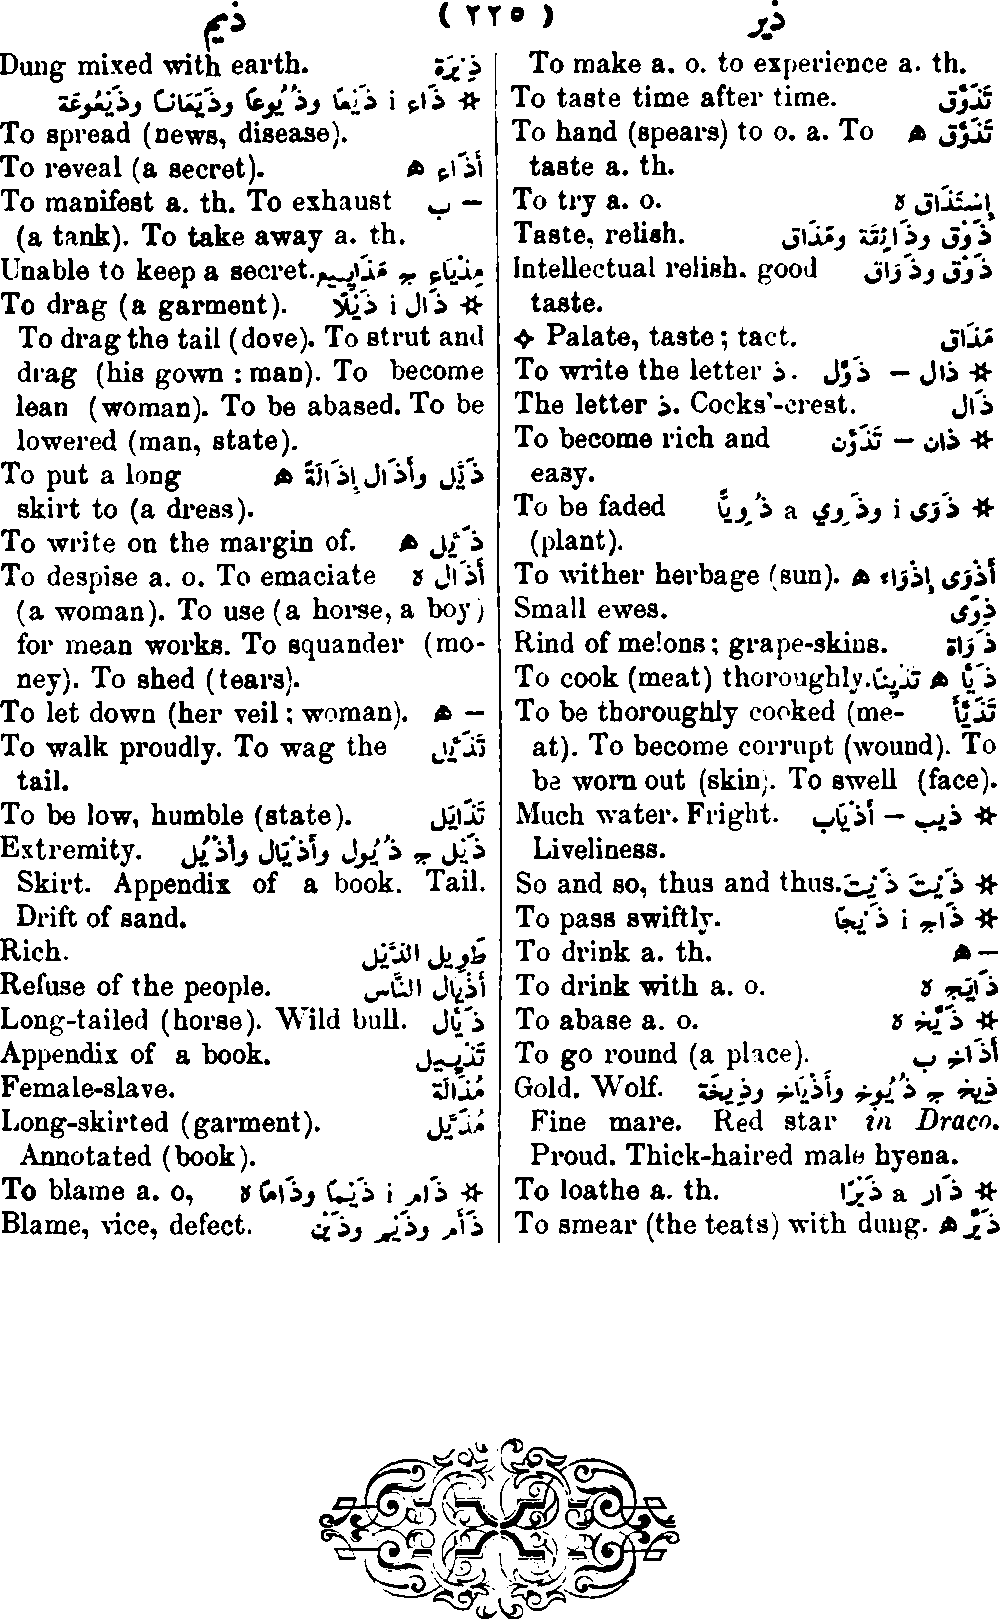 ذير ( ٢٢٥ ) ذيم
To make a. o. to experience a. th.
To taste time after time. تَذَوَّق
To hand (spears) to o. a. To تَذَوَّق ه
taste a. th.
To try a. o. إِسْتَذَاق ة
Taste, relish. ذَوْق وذَائِقَة ومَذَاق
Intellectual relish. good ذَوْق وذَوَاق
taste.
✧ Palate, taste; tact. مَذَاق
To write the letter ذ. ☆ ذال – ذَوَّل
The letter ذ. Cocks'-crest. ذَال
To become rich and ☆ ذان – تَذَوَّن
easy.
To be faded ☆ ذَوَى i وذَوِي a ذُوِيًّا
(plant).
To wither herbage (sun). أَذْوَى إِذْوَاء ه
Small ewes. ذِوًى
Rind of melons; grape-skins. ذَوَاة
To cook (meat) thoroughly. ذَيَّأ ه تَذْيِيئًا
To be thoroughly cooked (me- تَذَيَّأ
at). To become corrupt (wound). To
be worn out (skin). To swell (face).
Much water. Fright. ☆ ذيب – أَذْيَاب
Liveliness.
So and so, thus and thus. ☆ ذَيْتَ ذَيْتَ
To pass swiftly. ☆ ذَاج i ذَيْجًا
To drink a. th. – ه
To drink with a. o. ذَايَج ة
To abase a. o. ☆ ذَيَّخ ة
To go round (a place). أَذَاخ ب
Gold. Wolf. ذِيخ ج ذُيُوخ وأَذْيَاخ وذِيخَة
Fine mare. Red star in Draco.
Proud. Thick-haired male hyena.
To loathe a. th. ☆ ذَار a ذَيْرًا
To smear (the teats) with dung. ذَيَّر ه
Dung mixed with earth. ذِيْرَة
☆ ذَاع i ذَيْعًا وذُيُوعًا وذَيَعَانًا وذَيْعُوعَة
To spread (news, disease).
To reveal (a secret). أَذَاع ه
To manifest a. th. To exhaust – ب
(a tank). To take away a. th.
Unable to keep a secret. مِذْيَاع ج مَذَايِيع
To drag (a garment). ☆ ذَال i ذَيْلًا
To drag the tail (dove). To strut and
drag (his gown : man). To become
lean (woman). To be abased. To be
lowered (man, state).
To put a long ذَيَّل وأَذَال إِذَالَةً ه
skirt to (a dress).
To write on the margin of. ذَيَّل ه
To despise a. o. To emaciate أَذَال ة
(a woman). To use (a horse, a boy)
for mean works. To squander (mo-
ney). To shed (tears).
To let down (her veil; woman). – ه
To walk proudly. To wag the تَذَيَّل
tail.
To be low, humble (state). تَذَايَل
Extremity. ذَيْل ج ذُيُول وأَذْيَال وأَذْيُل
Skirt. Appendix of a book. Tail.
Drift of sand.
Rich. طَوِيل الذَّيْل
Refuse of the people. أَذْيَال النَّاس
Long-tailed (horse). Wild bull. ذَيَّال
Appendix of a book. تَذْيِيل
Female-slave. مُذَالَة
Long-skirted (garment). مُذَيَّل
Annotated (book).
To blame a. o, ☆ ذَام i ذَيْمًا وذَامًا ة
Blame, vice, defect. ذَأْم وذَيْم وذَيْن